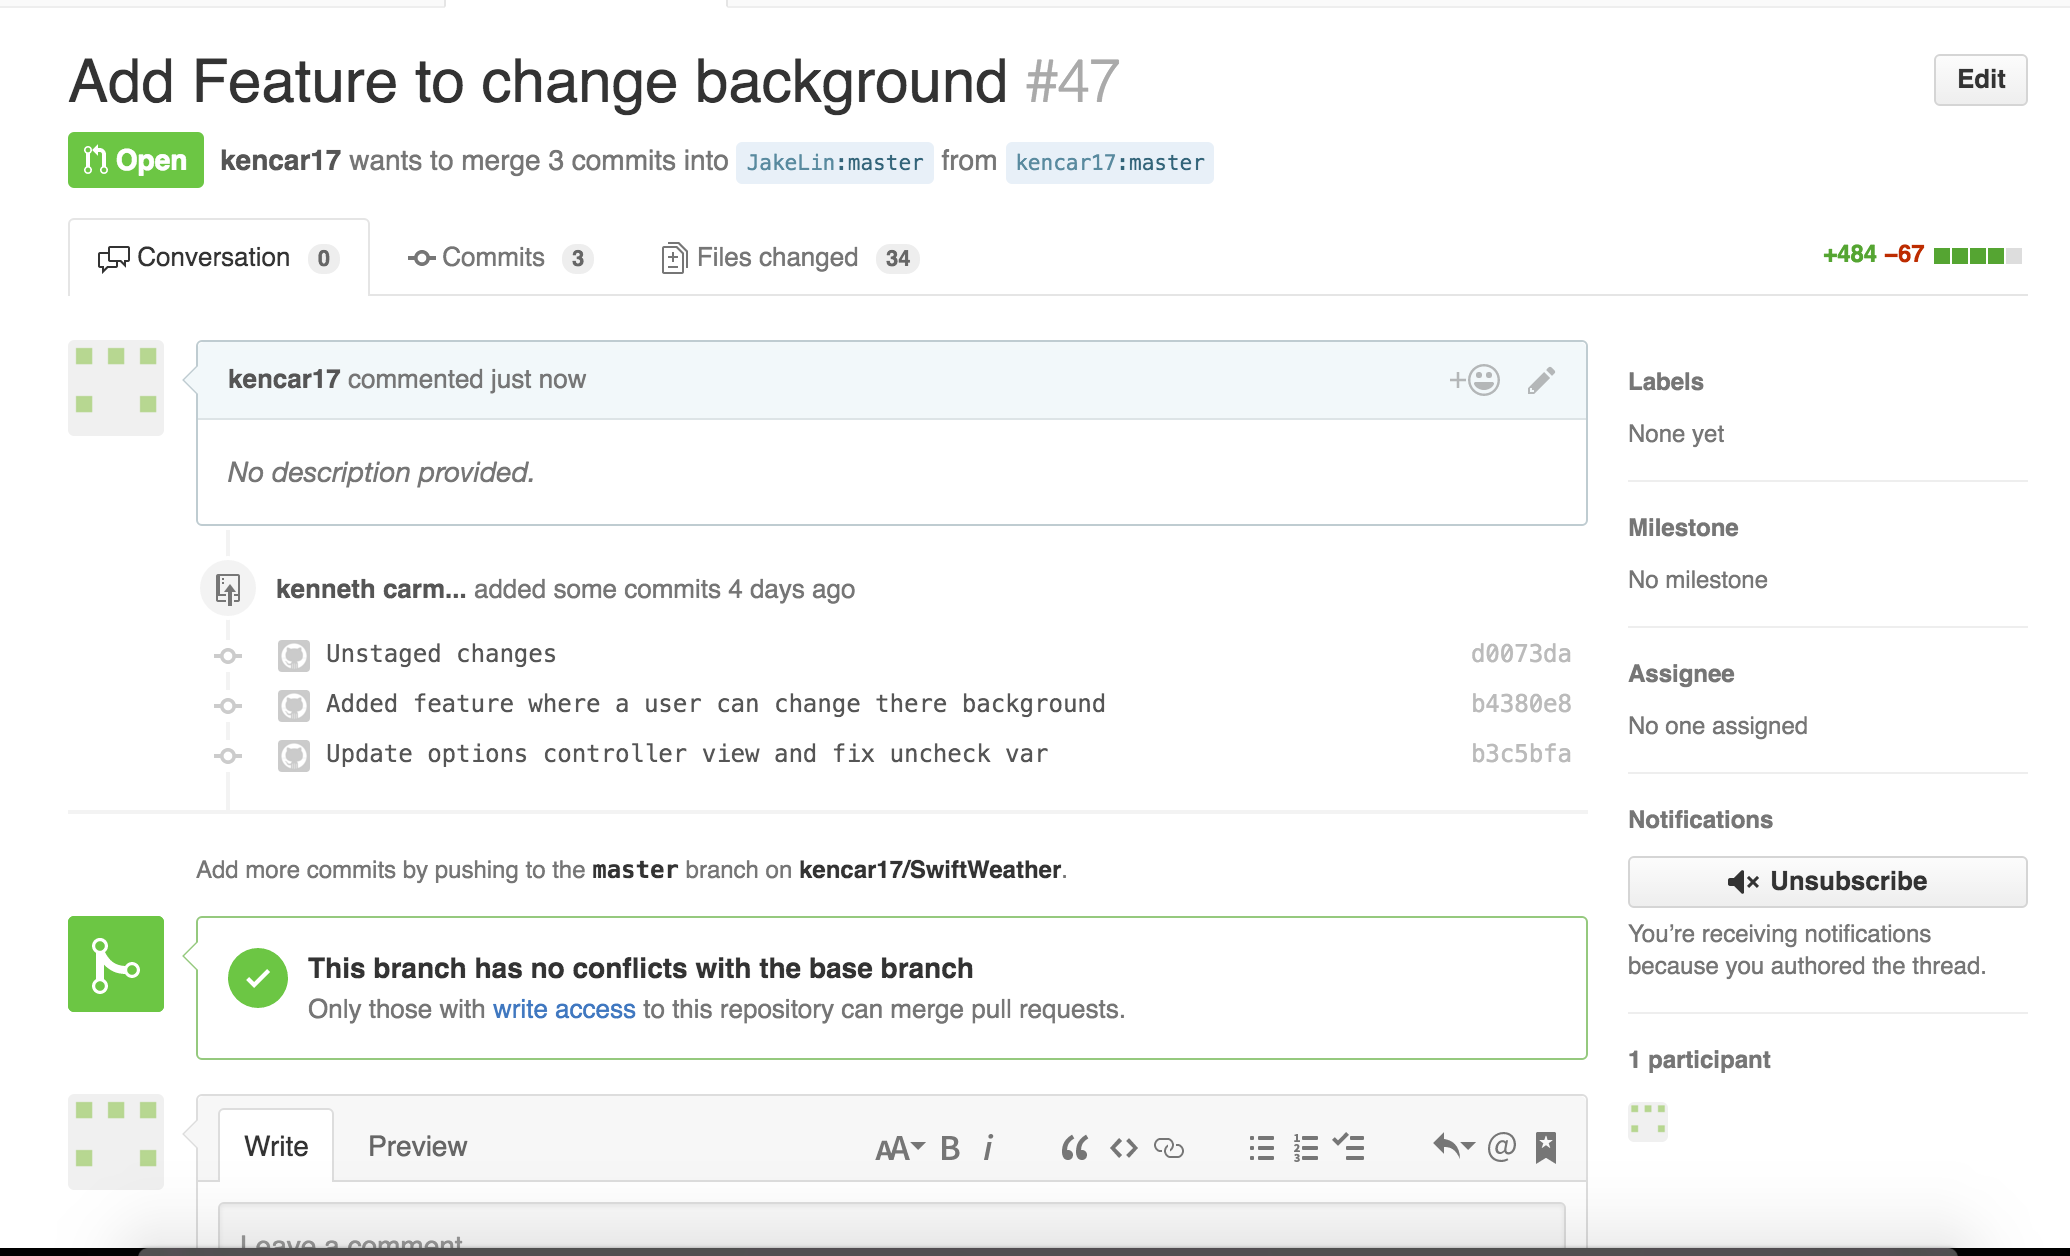 Add Feature to change background #47
Edit
Open kencar17 wants to merge 3 commits into JakeLin:master from kencar17:master
Conversation 0 Commits 3 Files changed 34
+484 −67
kencar17 commented just now
No description provided.
kenneth carm... added some commits 4 days ago
Unstaged changes d0073da
Added feature where a user can change there background b4380e8
Update options controller view and fix uncheck var b3c5bfa
Add more commits by pushing to the master branch on kencar17/SwiftWeather.
This branch has no conflicts with the base branch
Only those with write access to this repository can merge pull requests.
Write Preview AA B i
Leave a comment
Labels
None yet
Milestone
No milestone
Assignee
No one assigned
Notifications
Unsubscribe
You’re receiving notifications
because you authored the thread.
1 participant